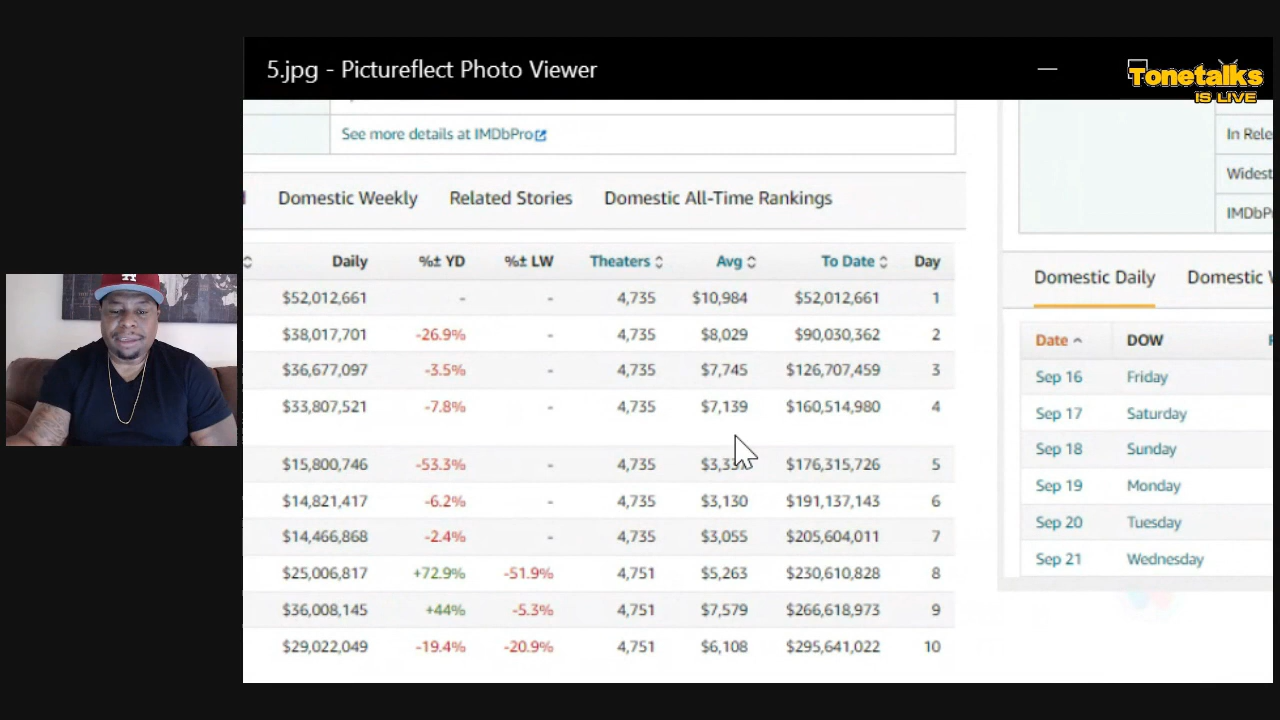 5.jpg - Pictureflect Photo Viewer
Tonetalks
IS LIVE
See more details at IMDbPro
Domestic Weekly Related Stories Domestic All-Time Rankings
Daily %± YD %± LW Theaters Avg To Date Day
$52,012,661 - - 4,735 $10,984 $52,012,661 1
$38,017,701 -26.9% - 4,735 $8,029 $90,030,362 2
$36,677,097 -3.5% - 4,735 $7,745 $126,707,459 3
$33,807,521 -7.8% - 4,735 $7,139 $160,514,980 4
$15,800,746 -53.3% - 4,735 $176,315,726 5
$14,821,417 -6.2% - 4,735 $3,130 $191,137,143 6
$14,466,868 -2.4% - 4,735 $3,055 $205,604,011 7
$25,006,817 +72.9% -51.9% 4,751 $5,263 $230,610,828 8
$36,008,145 +44% -5.3% 4,751 $7,579 $266,618,973 9
$29,022,049 -19.4% -20.9% 4,751 $6,108 $295,641,022 10
In Rele
Widest
IMDbP
Domestic Daily Domestic W
Date DOW
Sep 16 Friday
Sep 17 Saturday
Sep 18 Sunday
Sep 19 Monday
Sep 20 Tuesday
Sep 21 Wednesday